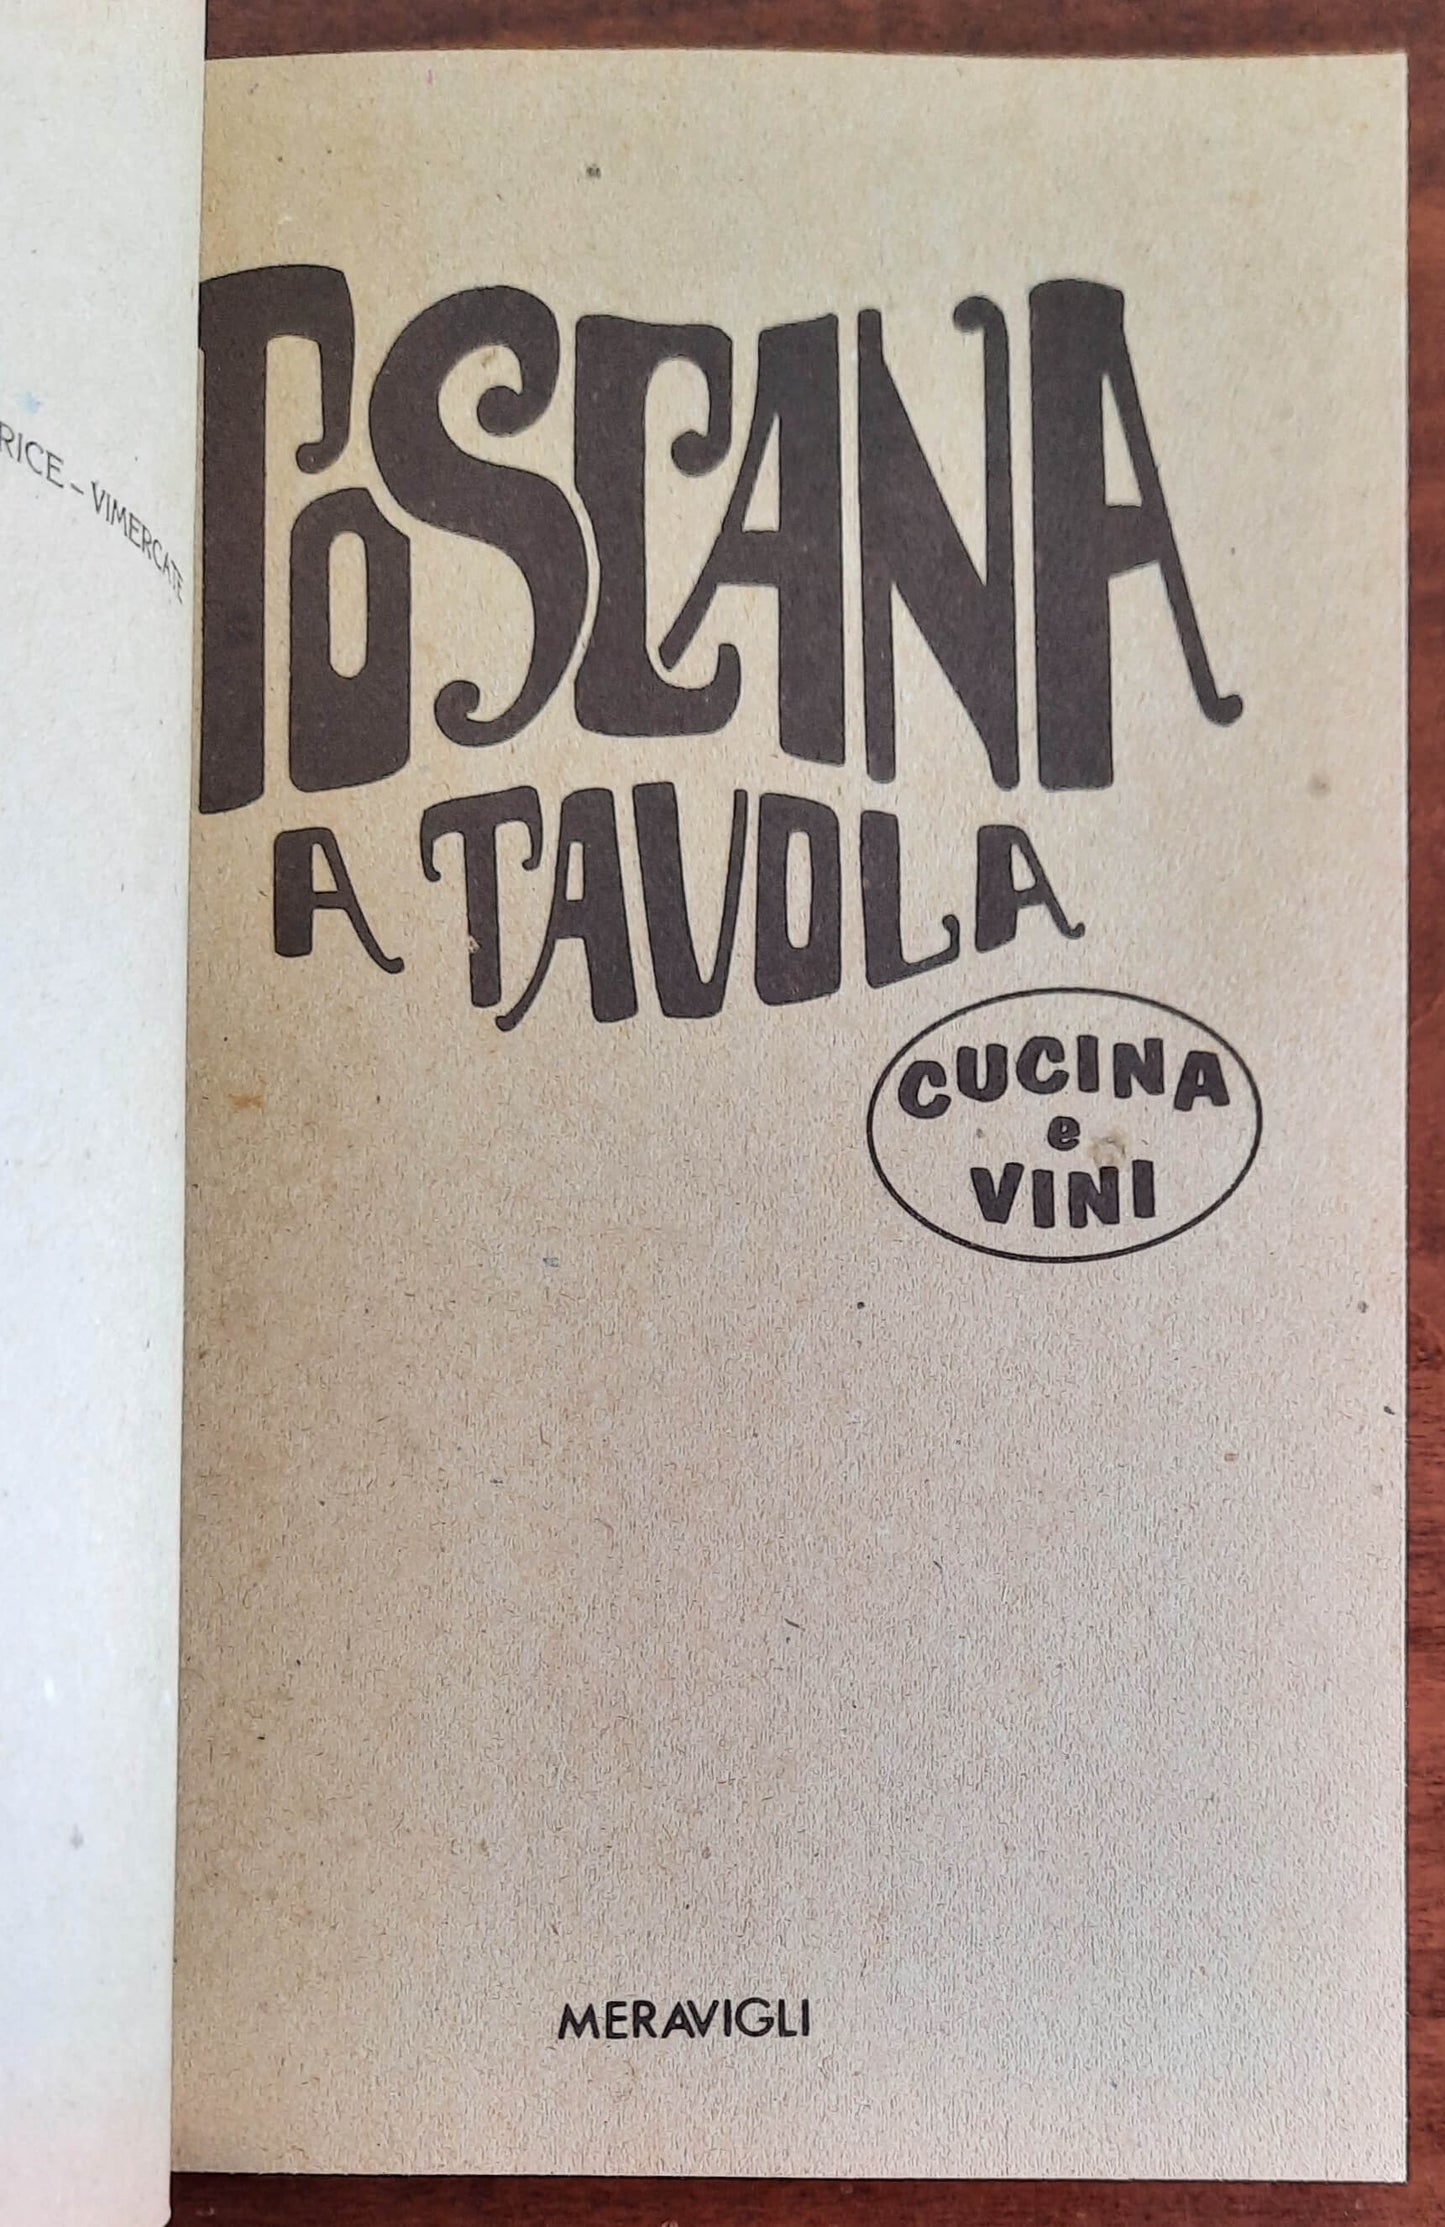 RICE - VIMERCATE
TOSCANA
A TAVOLA
CUCINA
e
VINI
MERAVIGLI